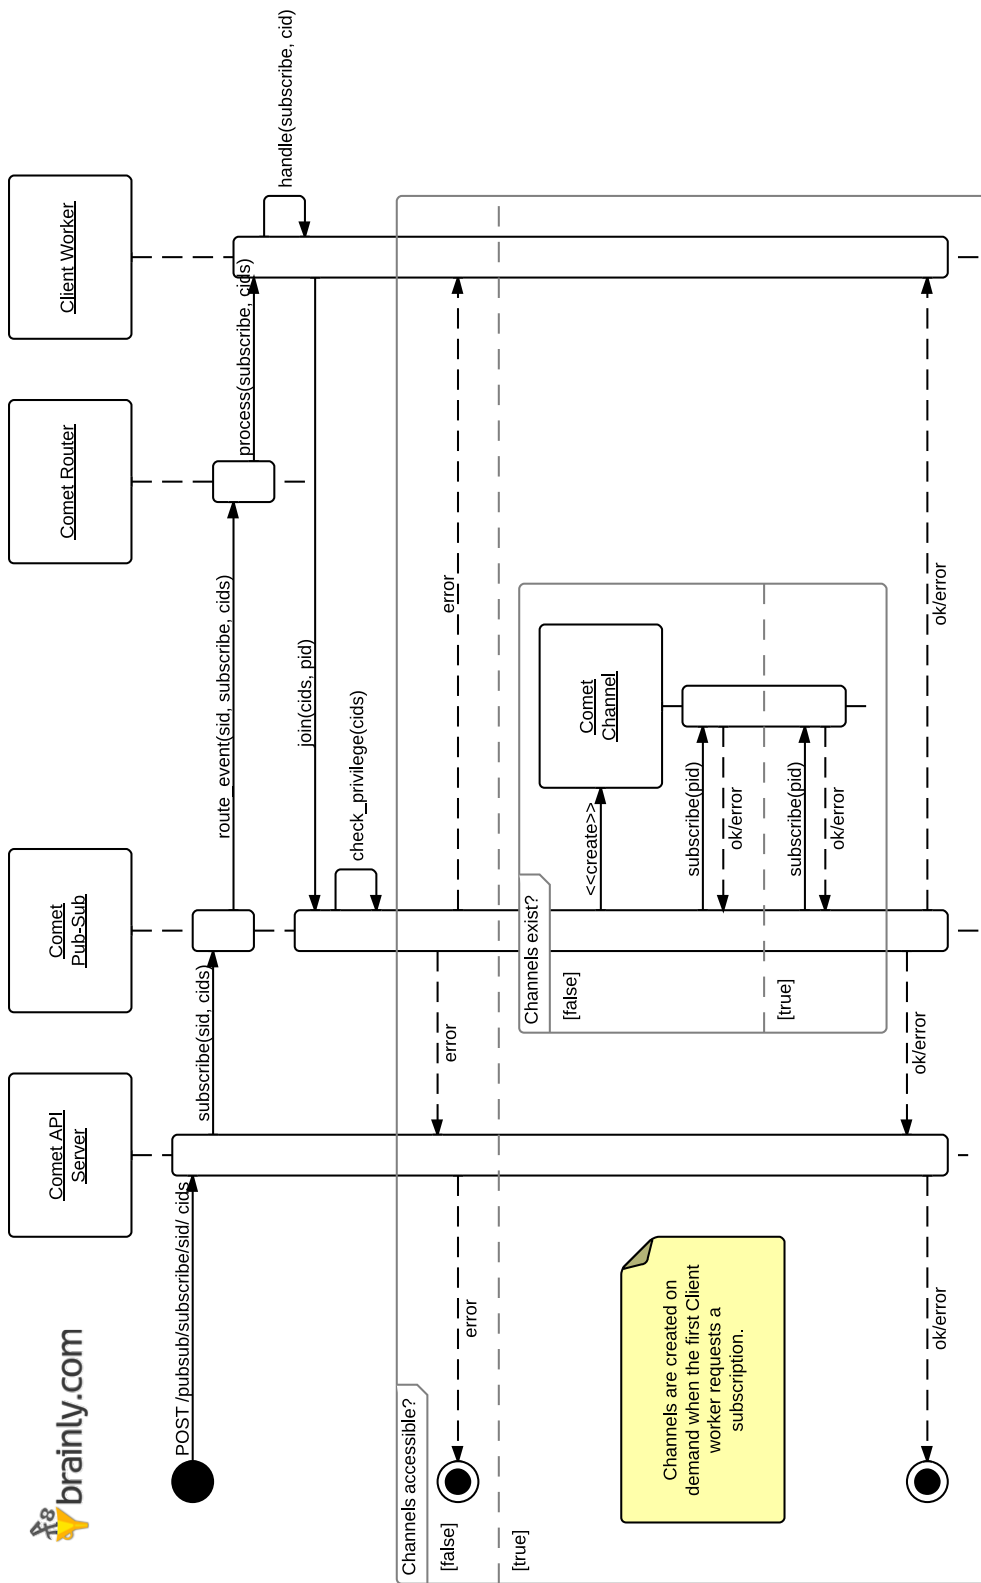 brainly.com
Comet API
Server
Comet
Pub-Sub
Comet Router
Client Worker
POST /pubsub/subscribe/sid/ cids
subscribe(sid, cids)
route_event(sid, subscribe, cids)
process(subscribe, cids)
handle(subscribe, cid)
join(cids, pid)
check_privilege(cids)
Channels accessible?
[false]
error
error
error
[true]
Channels exist?
[false]
<<create>>
Comet
Channel
subscribe(pid)
ok/error
[true]
subscribe(pid)
ok/error
Channels are created on
demand when the first Client
worker requests a
subscription.
ok/error
ok/error
ok/error